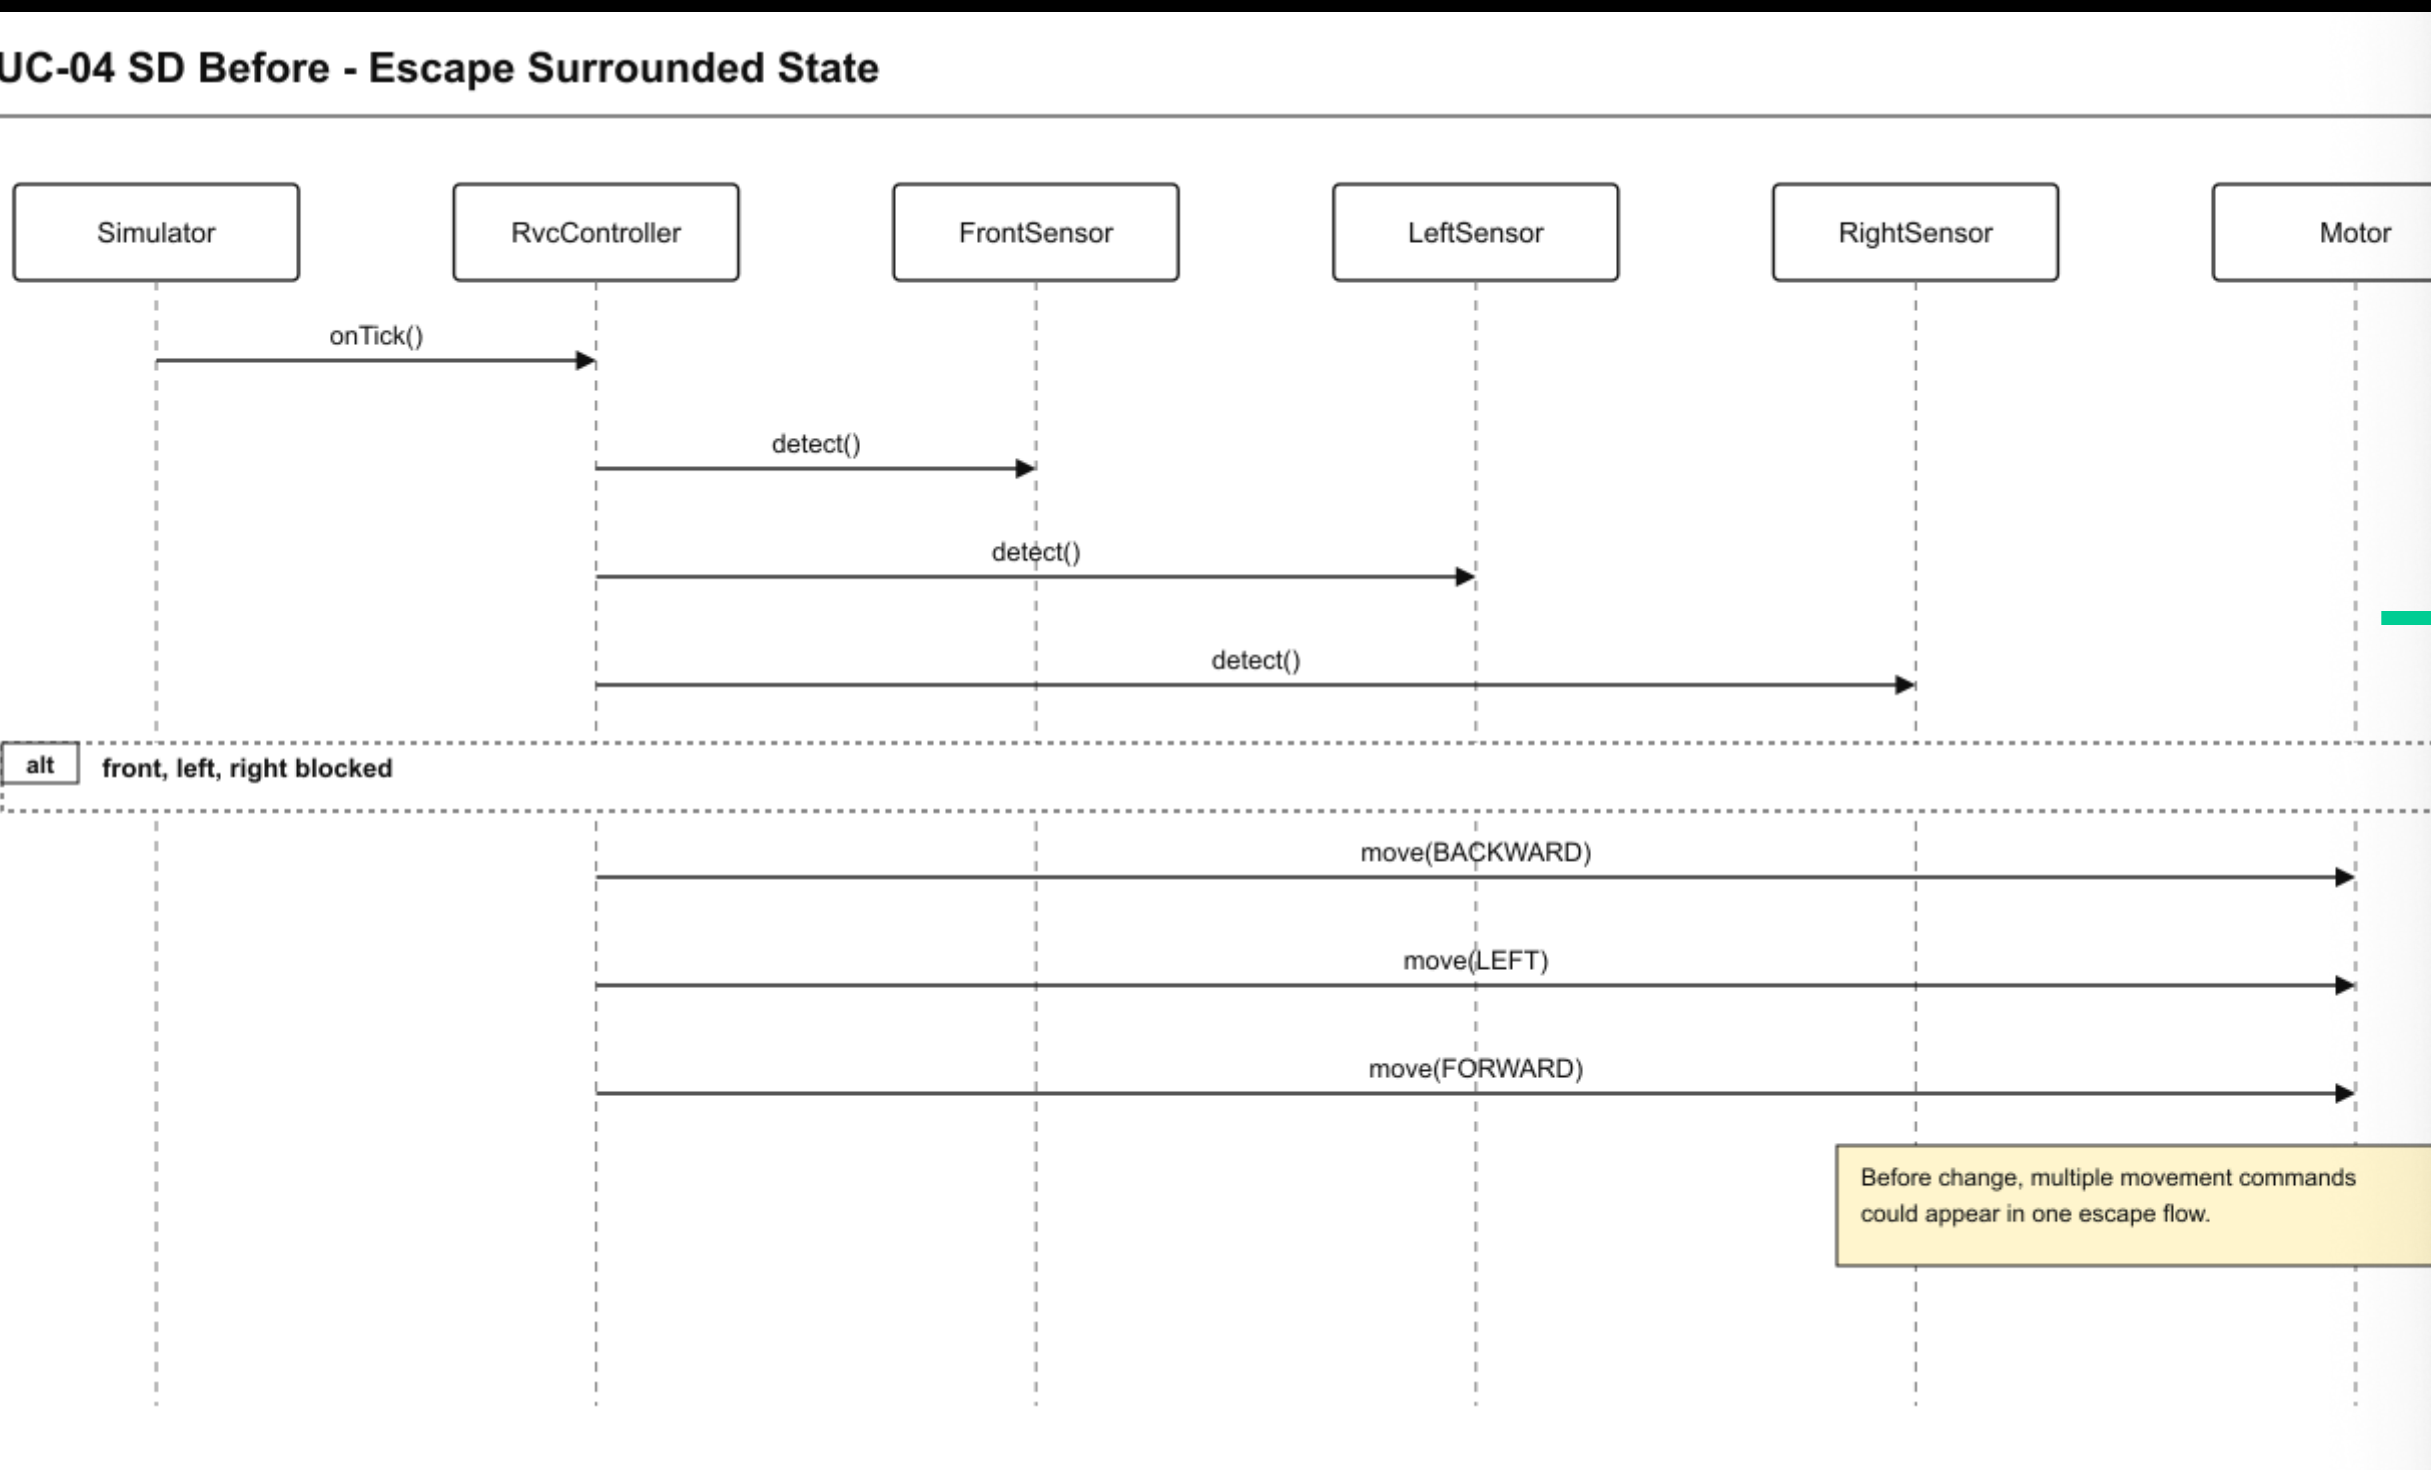 UC-04 SD Before - Escape Surrounded State
Simulator
RvcController
FrontSensor
LeftSensor
RightSensor
Motor
onTick()
detect()
detect()
detect()
alt
front, left, right blocked
move(BACKWARD)
move(LEFT)
move(FORWARD)
Before change, multiple movement commands
could appear in one escape flow.